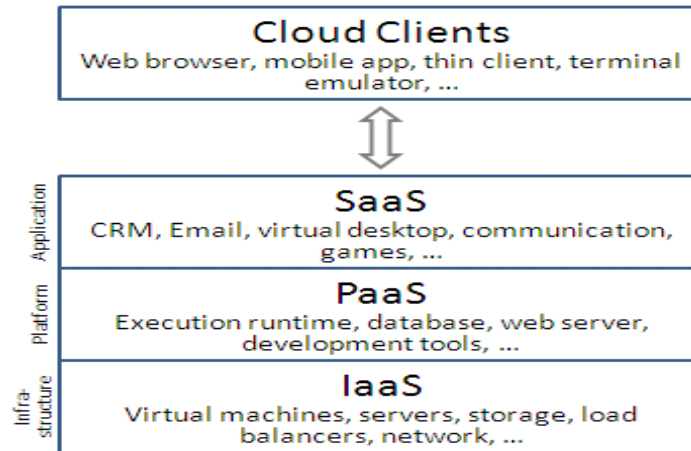 Cloud Clients
Web browser, mobile app, thin client, terminal
emulator, ...
Application
SaaS
CRM, Email, virtual desktop, communication,
games, ...
Platform
PaaS
Execution runtime, database, web server,
development tools, ...
Infra-
structure
IaaS
Virtual machines, servers, storage, load
balancers, network, ...